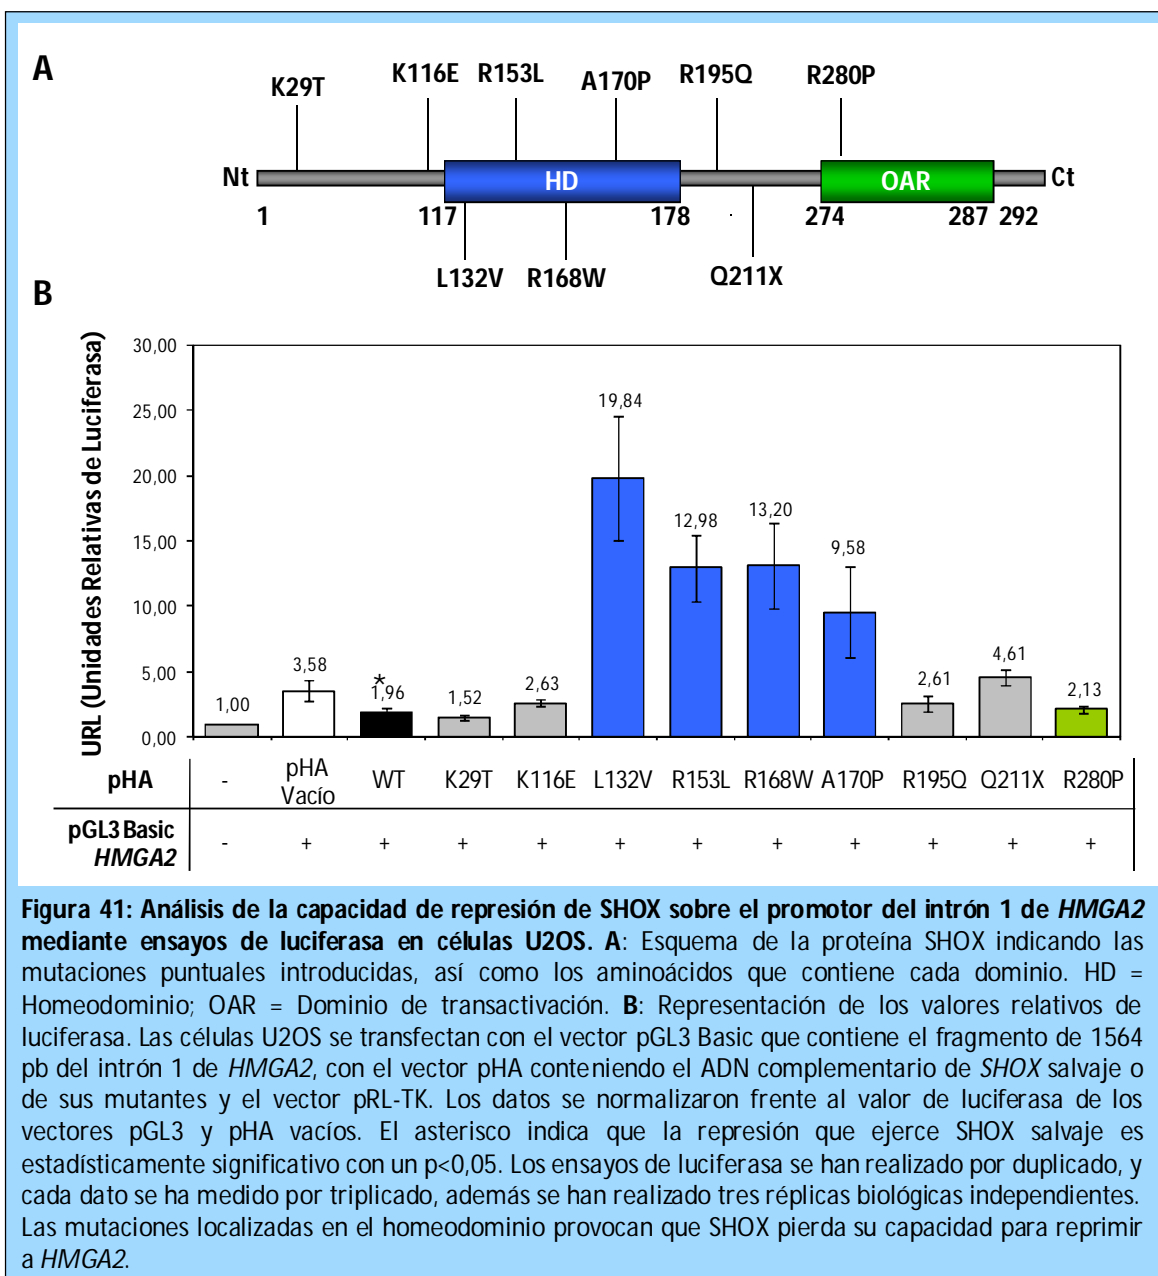 A
K29T K116E R153L A170P R195Q R280P
Nt HD OAR Ct
1 117 178 274 287 292
L132V R168W Q211X
B
URL (Unidades Relativas de Luciferasa)
30,00
25,00
20,00
15,00
10,00
5,00
0,00
1,00 3,58 * 1,96 1,52 2,63 19,84 12,98 13,20 9,58 2,61 4,61 2,13
pHA - pHA Vacío WT K29T K116E L132V R153L R168W A170P R195Q Q211X R280P
pGL3 Basic HMGA2 - + + + + + + + + + + +
Figura 41: Análisis de la capacidad de represión de SHOX sobre el promotor del intrón 1 de HMGA2
mediante ensayos de luciferasa en células U2OS. A: Esquema de la proteína SHOX indicando las
mutaciones puntuales introducidas, así como los aminoácidos que contiene cada dominio. HD =
Homeodominio; OAR = Dominio de transactivación. B: Representación de los valores relativos de
luciferasa. Las células U2OS se transfectan con el vector pGL3 Basic que contiene el fragmento de 1564
pb del intrón 1 de HMGA2, con el vector pHA conteniendo el ADN complementario de SHOX salvaje o
de sus mutantes y el vector pRL-TK. Los datos se normalizaron frente al valor de luciferasa de los
vectores pGL3 y pHA vacíos. El asterisco indica que la represión que ejerce SHOX salvaje es
estadísticamente significativo con un p<0,05. Los ensayos de luciferasa se han realizado por duplicado, y
cada dato se ha medido por triplicado, además se han realizado tres réplicas biológicas independientes.
Las mutaciones localizadas en el homeodominio provocan que SHOX pierda su capacidad para reprimir
a HMGA2.